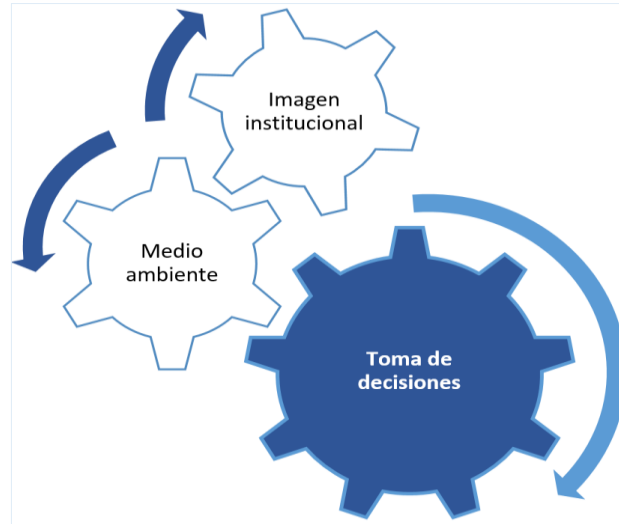 Imagen
institucional
Medio
ambiente
Toma de
decisiones